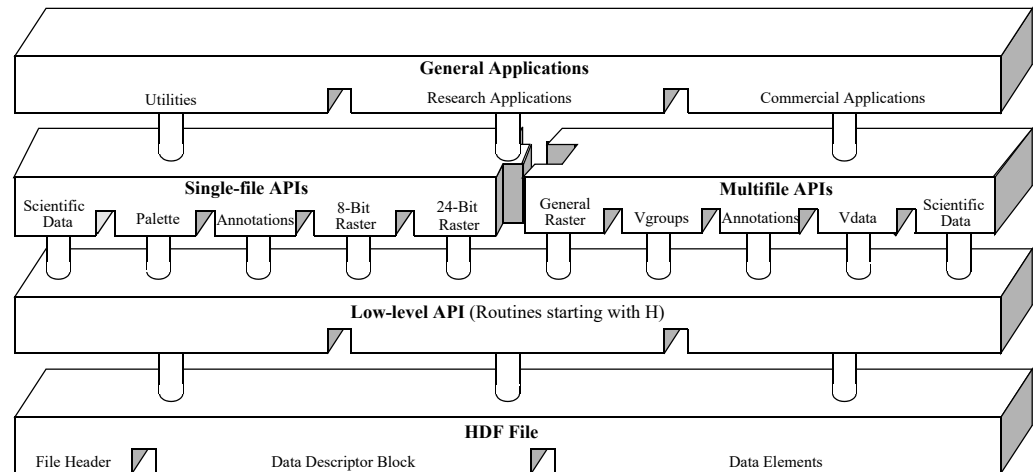 General Applications
Utilities Research Applications Commercial Applications
Single-file APIs Multifile APIs
Scientific Data Palette Annotations 8-Bit Raster 24-Bit Raster General Raster Vgroups Annotations Vdata Scientific Data
Low-level API (Routines starting with H)
HDF File
File Header Data Descriptor Block Data Elements